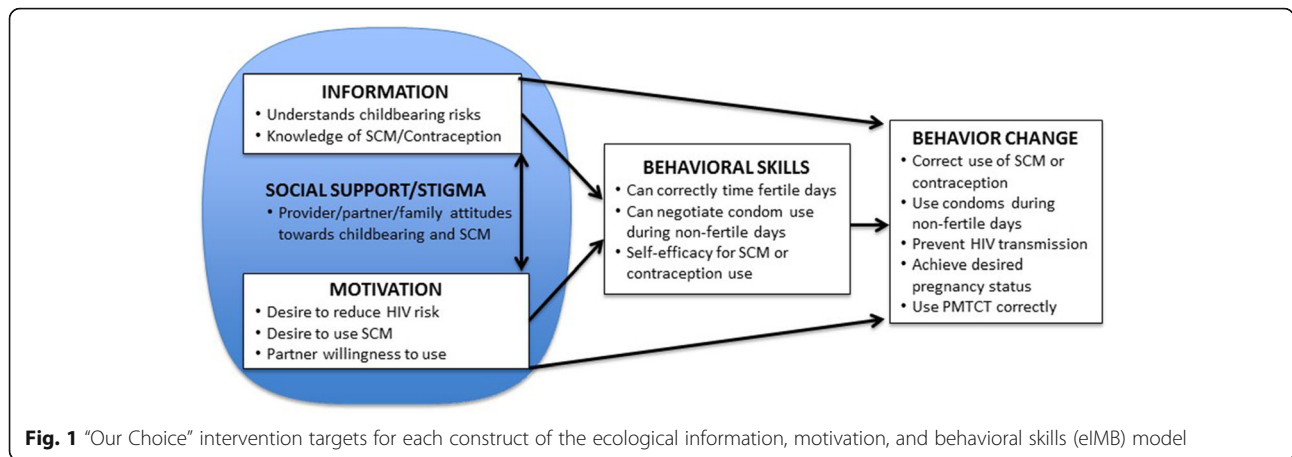 INFORMATION
• Understands childbearing risks
• Knowledge of SCM/Contraception
SOCIAL SUPPORT/STIGMA
• Provider/partner/family attitudes
towards childbearing and SCM
MOTIVATION
• Desire to reduce HIV risk
• Desire to use SCM
• Partner willingness to use
BEHAVIORAL SKILLS
• Can correctly time fertile days
• Can negotiate condom use
during non-fertile days
• Self-efficacy for SCM or
contraception use
BEHAVIOR CHANGE
• Correct use of SCM or
contraception
• Use condoms during
non-fertile days
• Prevent HIV transmission
• Achieve desired
pregnancy status
• Use PMTCT correctly
Fig. 1 “Our Choice” intervention targets for each construct of the ecological information, motivation, and behavioral skills (eIMB) model